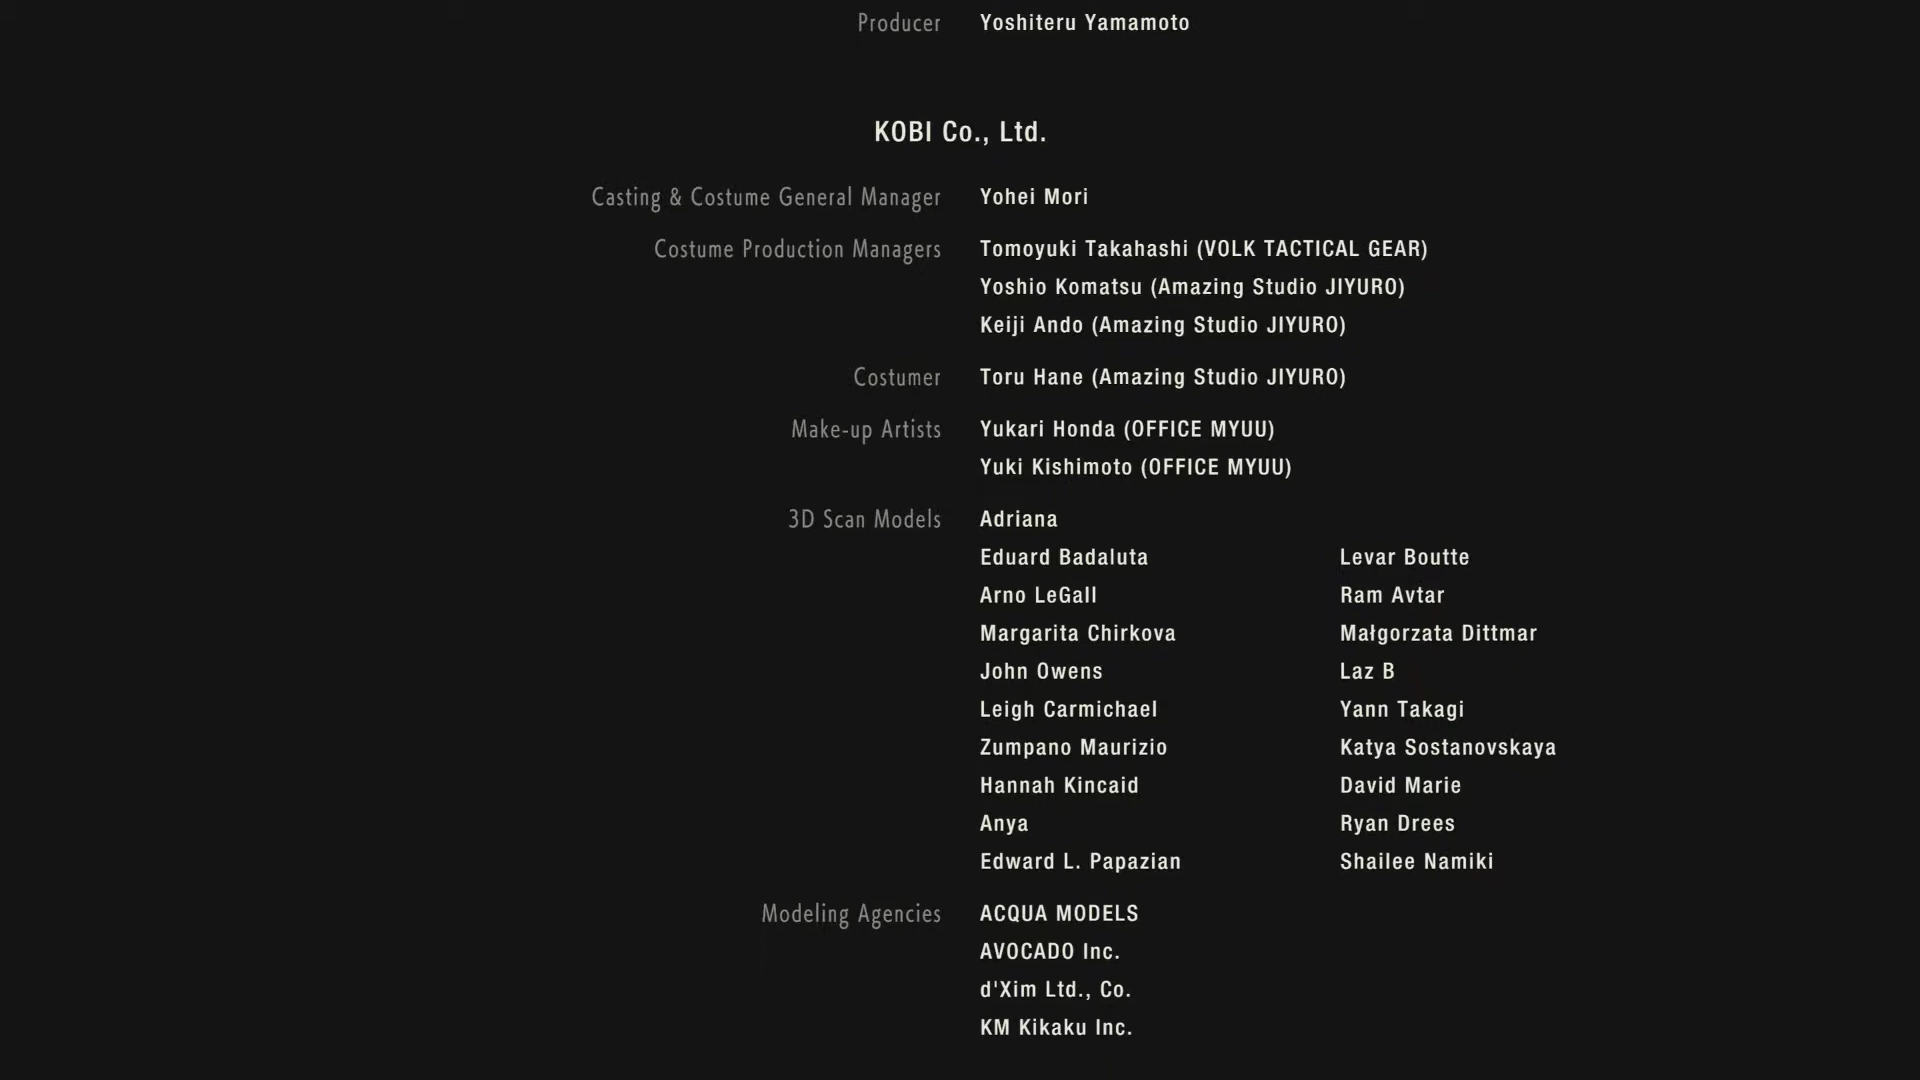 Producer Yoshiteru Yamamoto
KOBI Co., Ltd.
Casting & Costume General Manager Yohei Mori
Costume Production Managers Tomoyuki Takahashi (VOLK TACTICAL GEAR)
Yoshio Komatsu (Amazing Studio JIYURO)
Keiji Ando (Amazing Studio JIYURO)
Costumer Toru Hane (Amazing Studio JIYURO)
Make-up Artists Yukari Honda (OFFICE MYUU)
Yuki Kishimoto (OFFICE MYUU)
3D Scan Models Adriana
Eduard Badaluta Levar Boutte
Arno LeGall Ram Avtar
Margarita Chirkova Małgorzata Dittmar
John Owens Laz B
Leigh Carmichael Yann Takagi
Zumpano Maurizio Katya Sostanovskaya
Hannah Kincaid David Marie
Anya Ryan Drees
Edward L. Papazian Shailee Namiki
Modeling Agencies ACQUA MODELS
AVOCADO Inc.
d'Xim Ltd., Co.
KM Kikaku Inc.